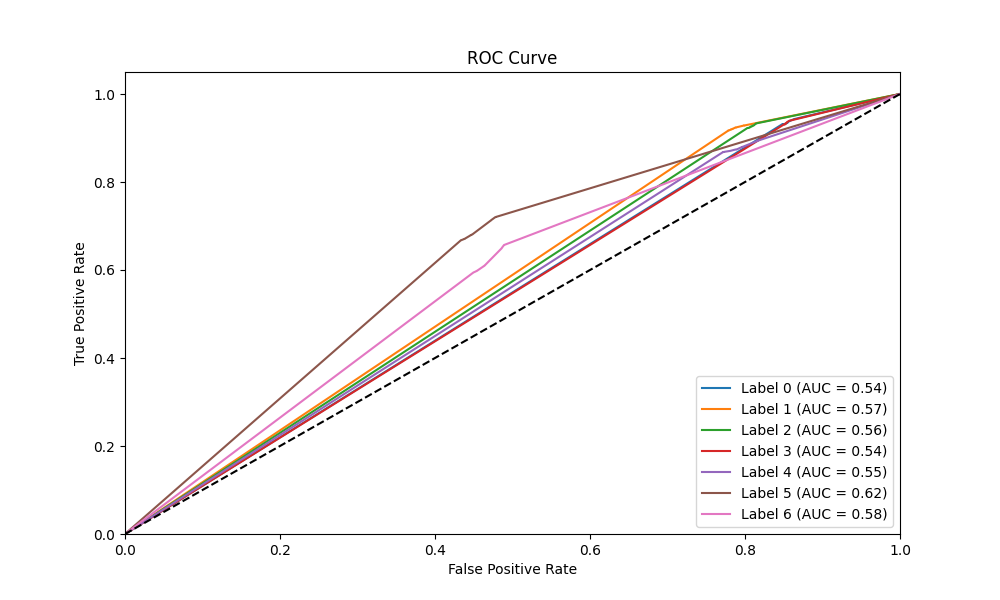 ROC Curve
True Positive Rate
1.0
0.8
0.6
0.4
0.2
0.0
0.0 0.2 0.4 0.6 0.8 1.0
False Positive Rate
Label 0 (AUC = 0.54)
Label 1 (AUC = 0.57)
Label 2 (AUC = 0.56)
Label 3 (AUC = 0.54)
Label 4 (AUC = 0.55)
Label 5 (AUC = 0.62)
Label 6 (AUC = 0.58)